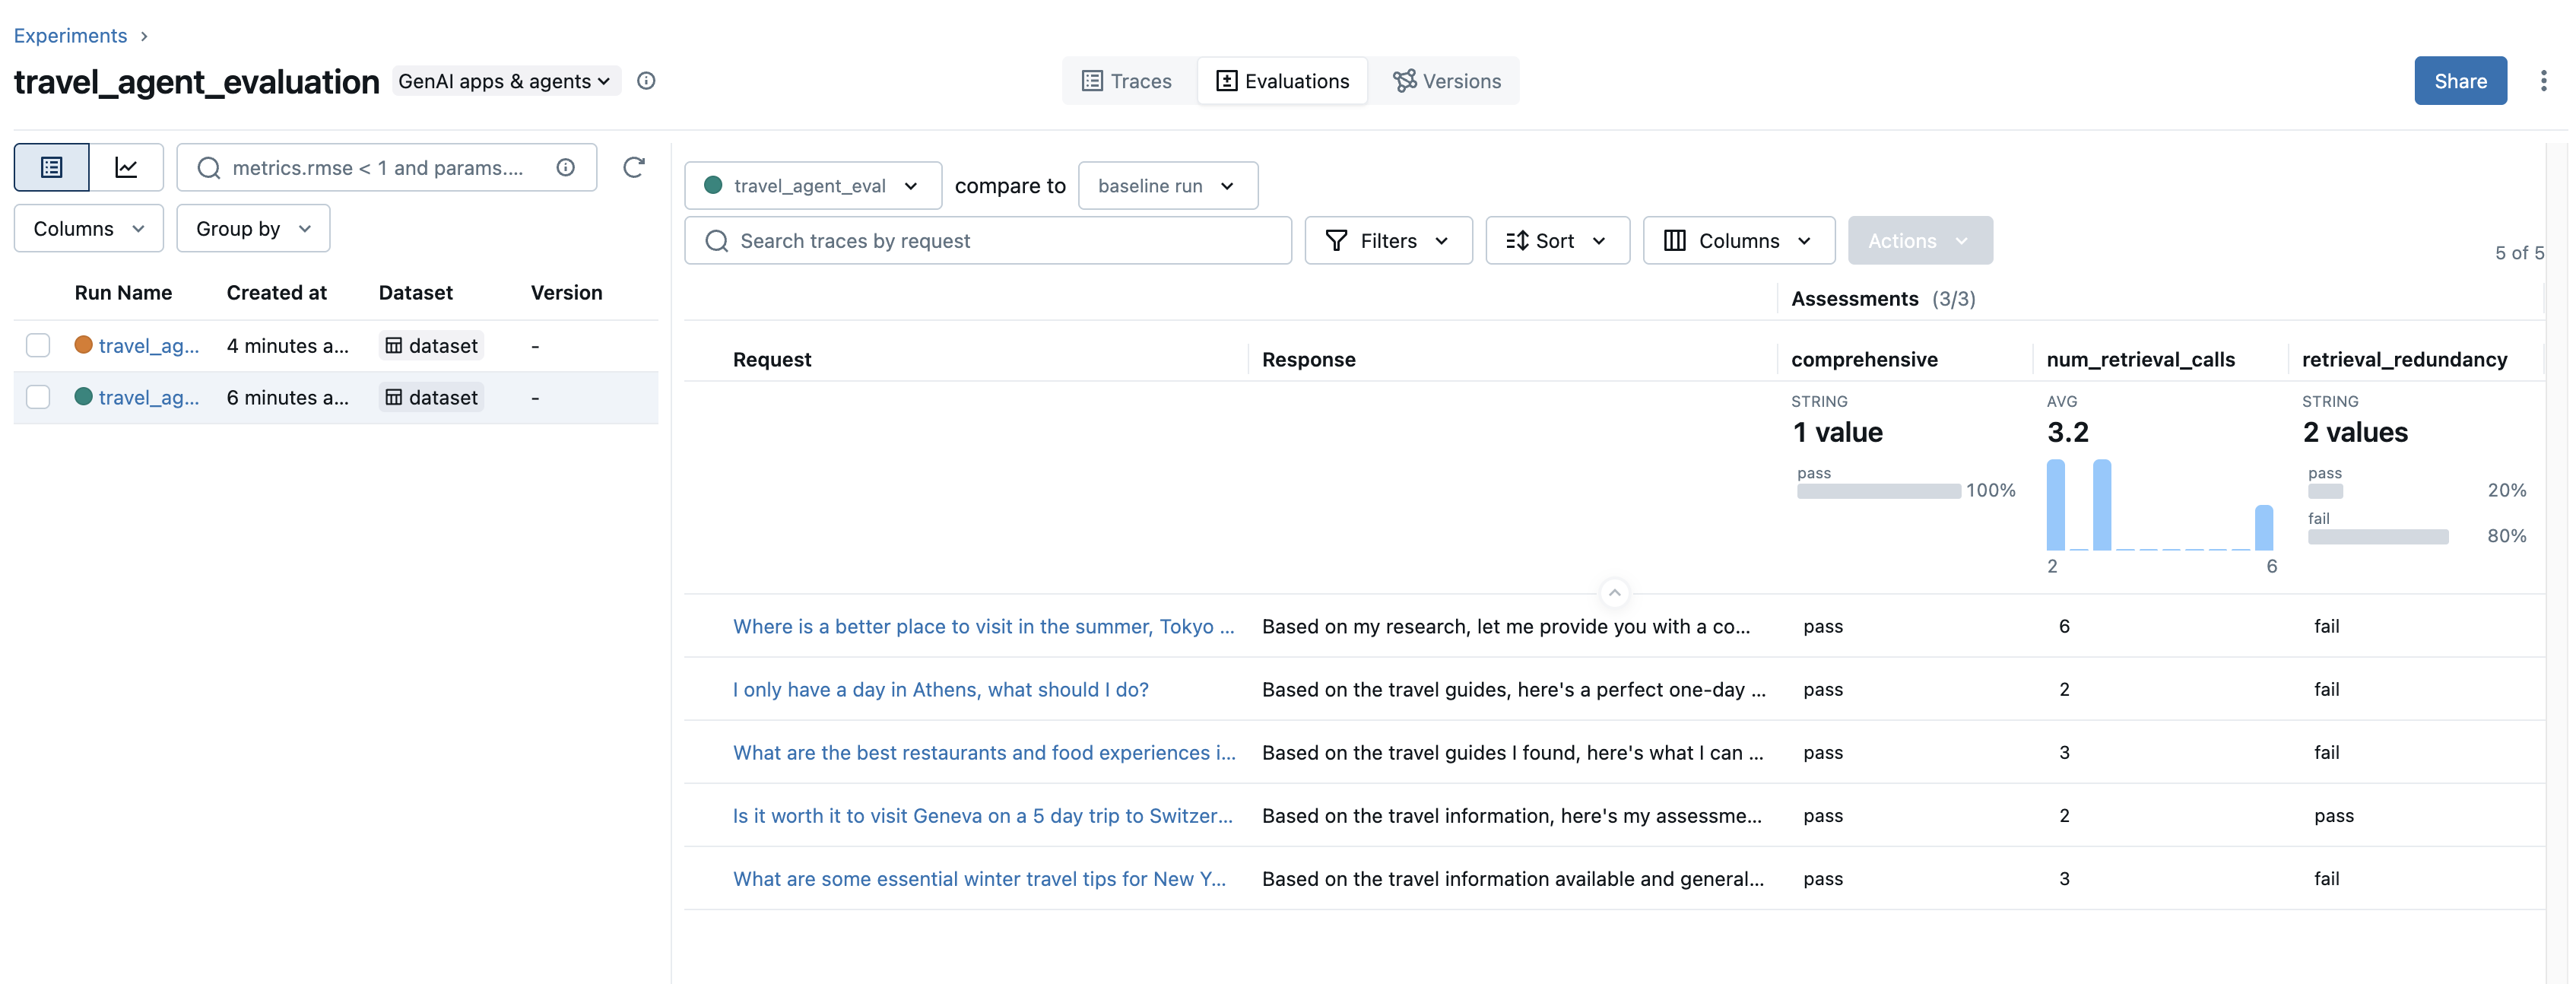 Experiments
travel_agent_evaluation GenAI apps & agents
Traces Evaluations Versions
Share
metrics.rmse < 1 and params....
Columns Group by
Run Name Created at Dataset Version
travel_ag... 4 minutes a... dataset -
travel_ag... 6 minutes a... dataset -
travel_agent_eval compare to baseline run
Search traces by request Filters Sort Columns Actions
5 of 5
Assessments (3/3)
Request Response comprehensive num_retrieval_calls retrieval_redundancy
STRING AVG STRING
1 value 3.2 2 values
pass 100%
2 6
pass 20%
fail 80%
Where is a better place to visit in the summer, Tokyo ... Based on my research, let me provide you with a co... pass 6 fail
I only have a day in Athens, what should I do? Based on the travel guides, here's a perfect one-day ... pass 2 fail
What are the best restaurants and food experiences i... Based on the travel guides I found, here's what I can ... pass 3 fail
Is it worth it to visit Geneva on a 5 day trip to Switzer... Based on the travel information, here's my assessme... pass 2 pass
What are some essential winter travel tips for New Y... Based on the travel information available and general... pass 3 fail